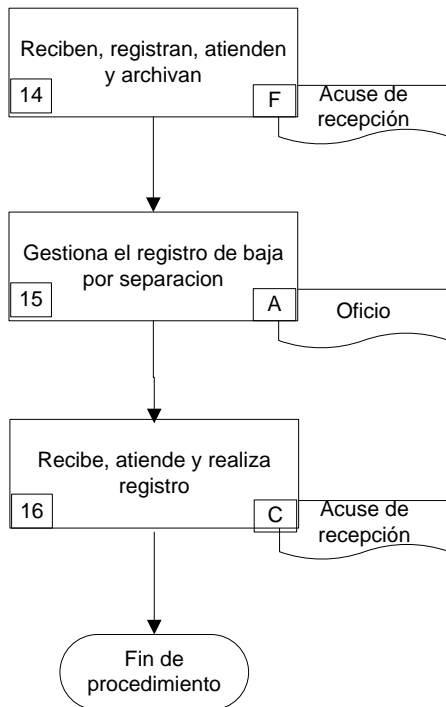 Reciben, registran, atienden
y archivan
14
F
Acuse de
recepción
Gestiona el registro de baja
por separacion
15
A
Oficio
Recibe, atiende y realiza
registro
16
C
Acuse de
recepción
Fin de
procedimiento